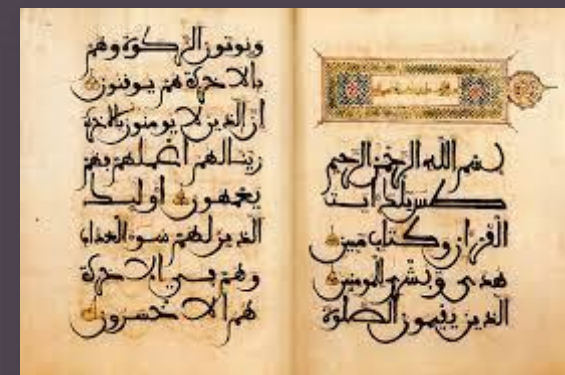 بسم الله الرحمن الرحيم
طس تلك ايت
القران وكتاب مبين
هدى وبشرى للمومنين
الذين يقيمون الصلوة
ويوتون الزكوة وهم
بالاخرة هم يوقنون
ان الذين لا يومنون بالاخرة
زينا لهم اعملهم فهم
يعمهون اوليك
الذين لهم سوء العذاب
وهم في الاخرة
هم الاخسرون